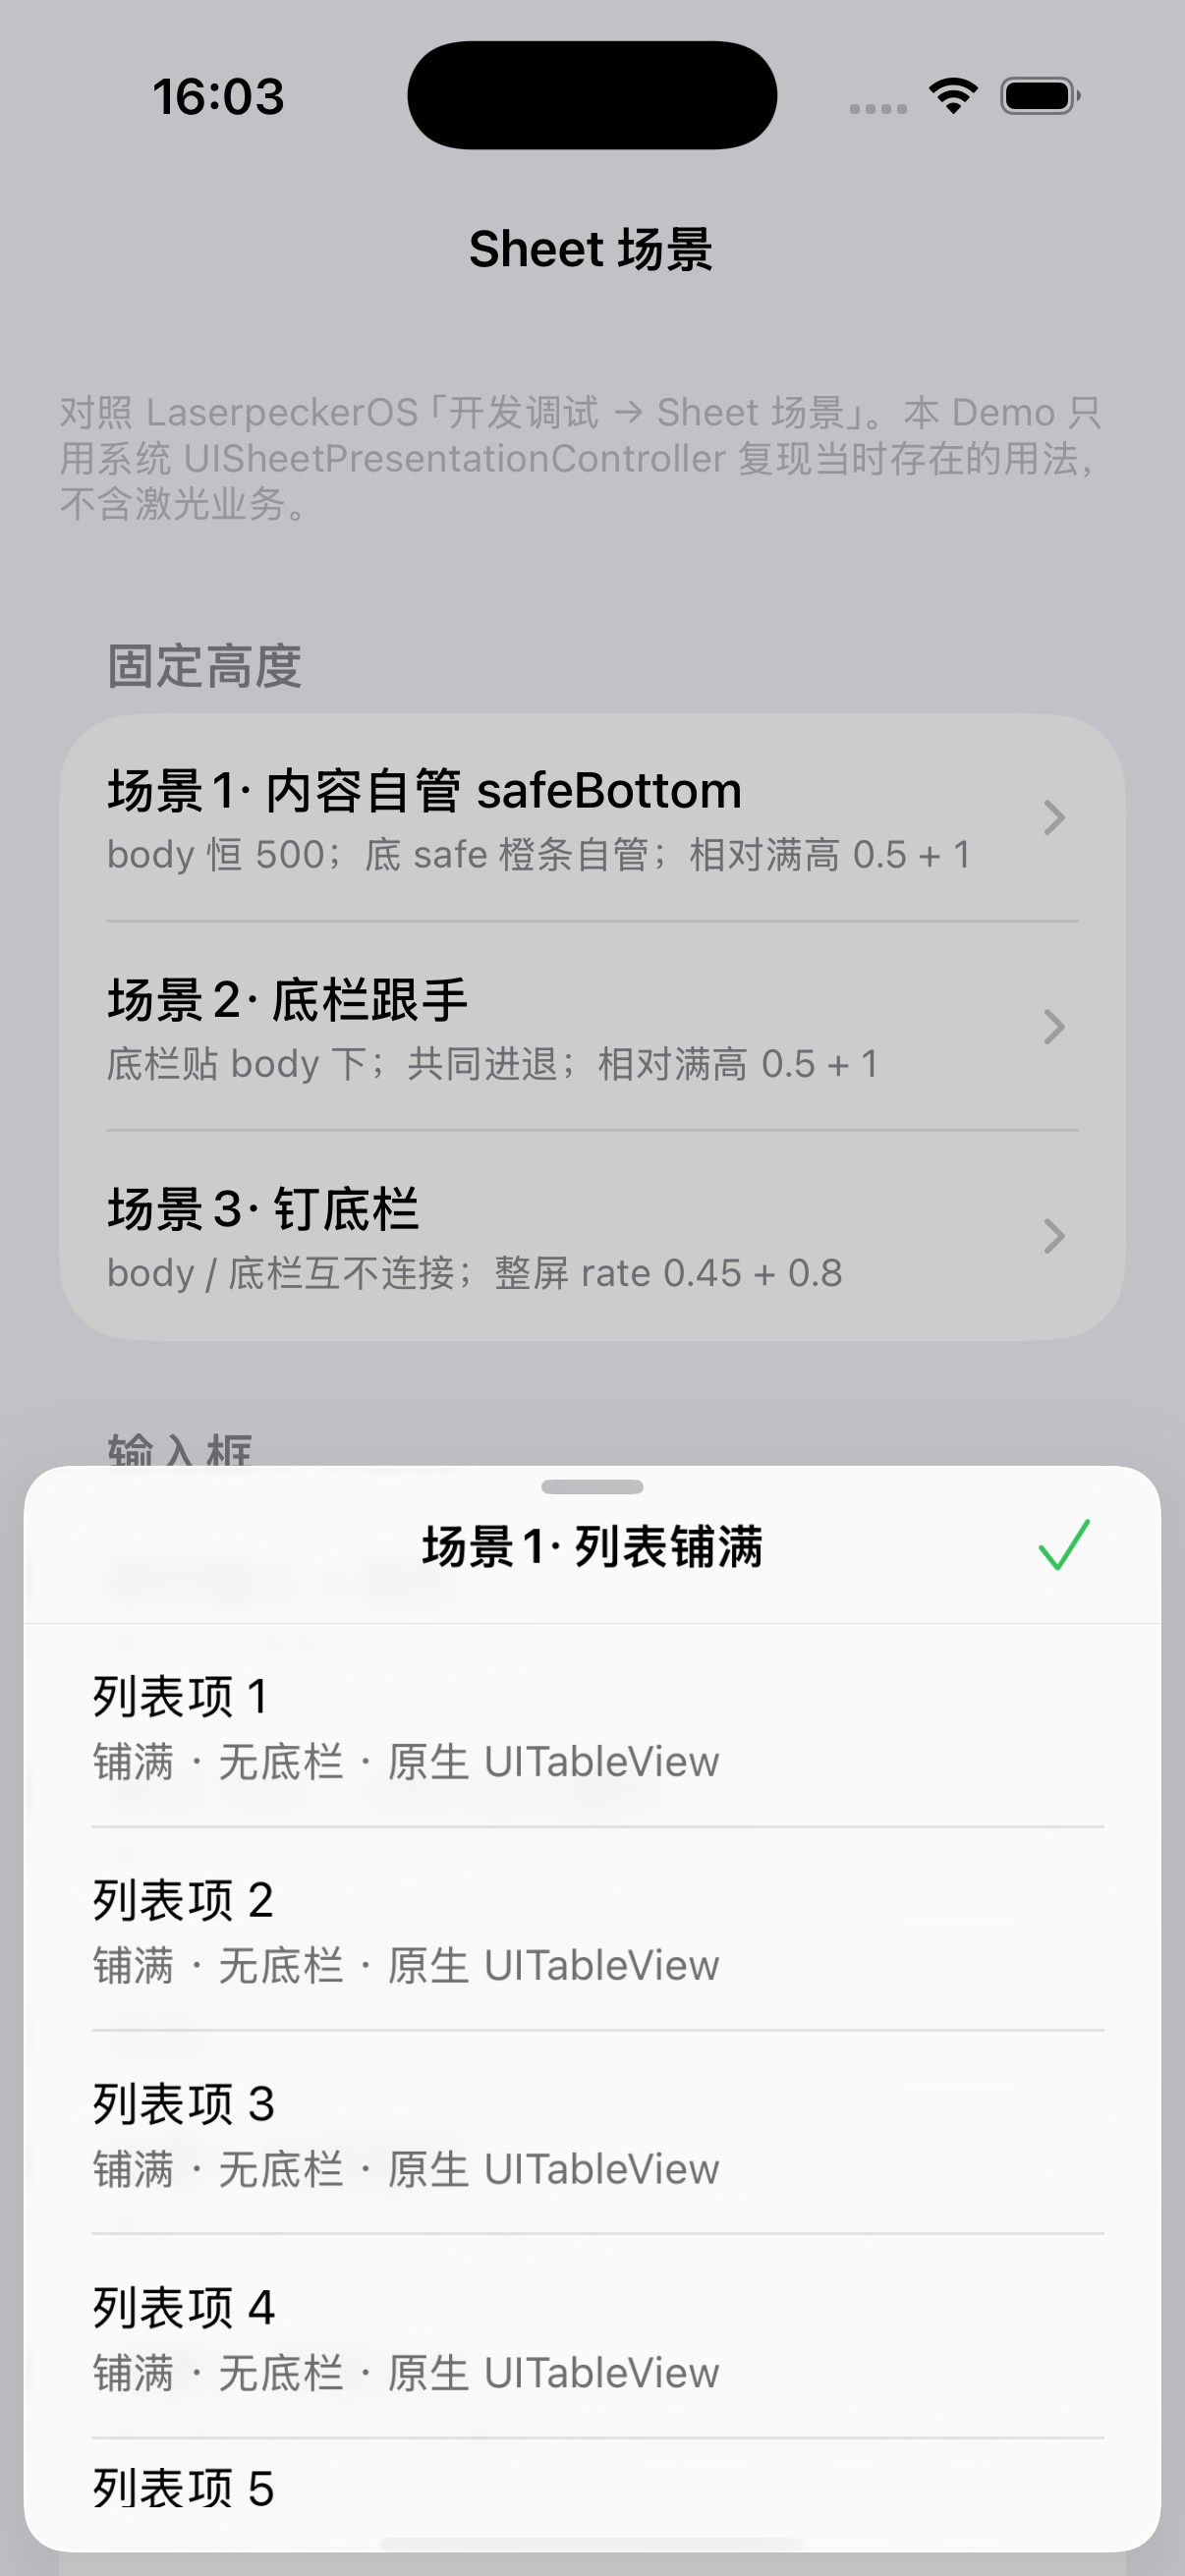 16:03
Sheet 场景
对照 LaserpeckerOS「开发调试 → Sheet 场景」。本 Demo 只
用系统 UISheetPresentationController 复现当时存在的用法，
不含激光业务。
固定高度
场景 1 · 内容自管 safeBottom
body 恒 500；底 safe 橙条自管；相对满高 0.5 + 1
场景 2 · 底栏跟手
底栏贴 body 下；共同进退；相对满高 0.5 + 1
场景 3 · 钉底栏
body / 底栏互不连接；整屏 rate 0.45 + 0.8
输入框
场景 1 · 列表铺满
列表项 1
铺满 · 无底栏 · 原生 UITableView
列表项 2
铺满 · 无底栏 · 原生 UITableView
列表项 3
铺满 · 无底栏 · 原生 UITableView
列表项 4
铺满 · 无底栏 · 原生 UITableView
列表项 5